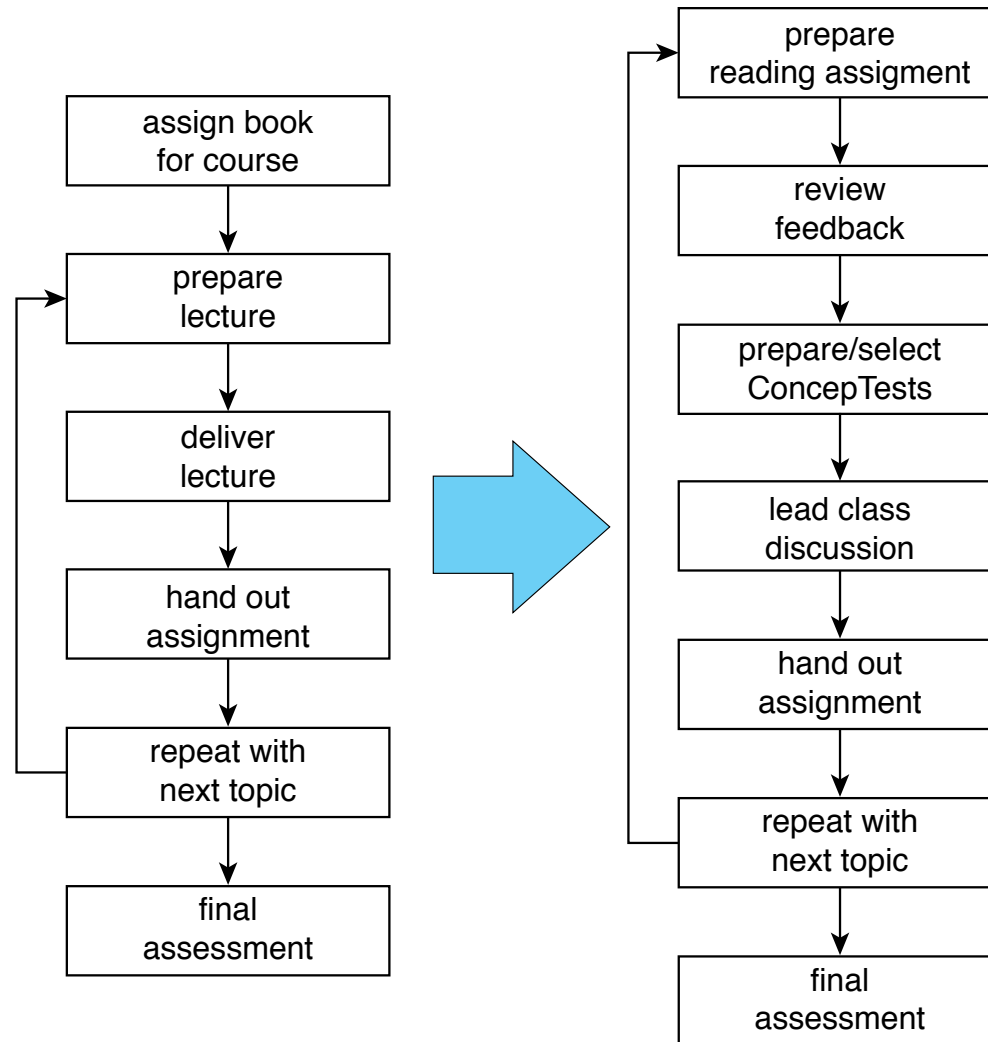 assign book
for course
prepare
lecture
deliver
lecture
hand out
assignment
repeat with
next topic
final
assessment
prepare
reading assigment
review
feedback
prepare/select
ConcepTests
lead class
discussion
hand out
assignment
repeat with
next topic
final
assessment